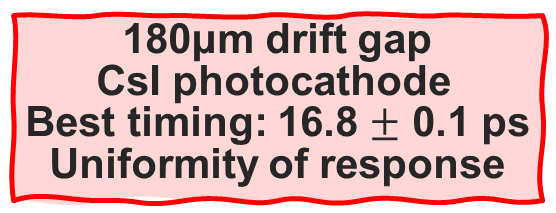 180μm drift gap
CsI photocathode
Best timing: 16.8 ± 0.1 ps
Uniformity of response